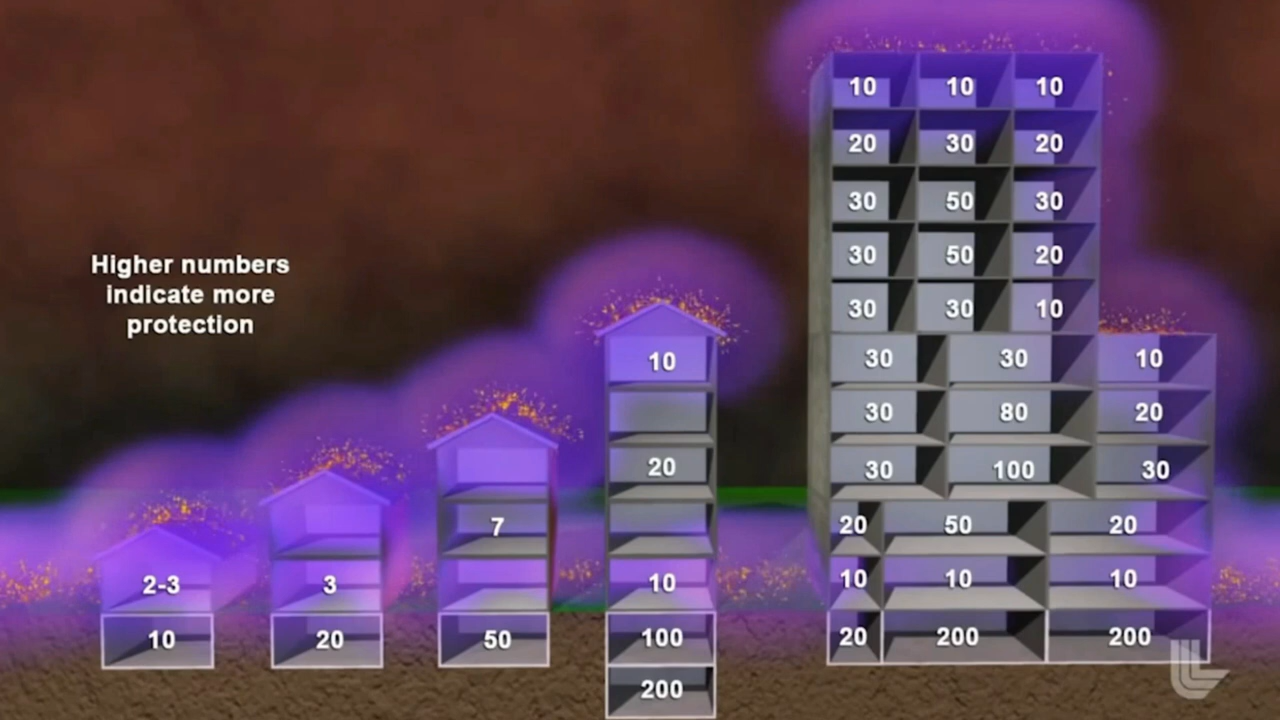 Higher numbers
indicate more
protection
2-3
10
3
20
7
50
10
20
10
100
200
10 10 10
20 30 20
30 50 30
30 50 20
30 30 10
30 30 10
30 80 20
30 100 30
20 50 20
10 10 10
20 200 200